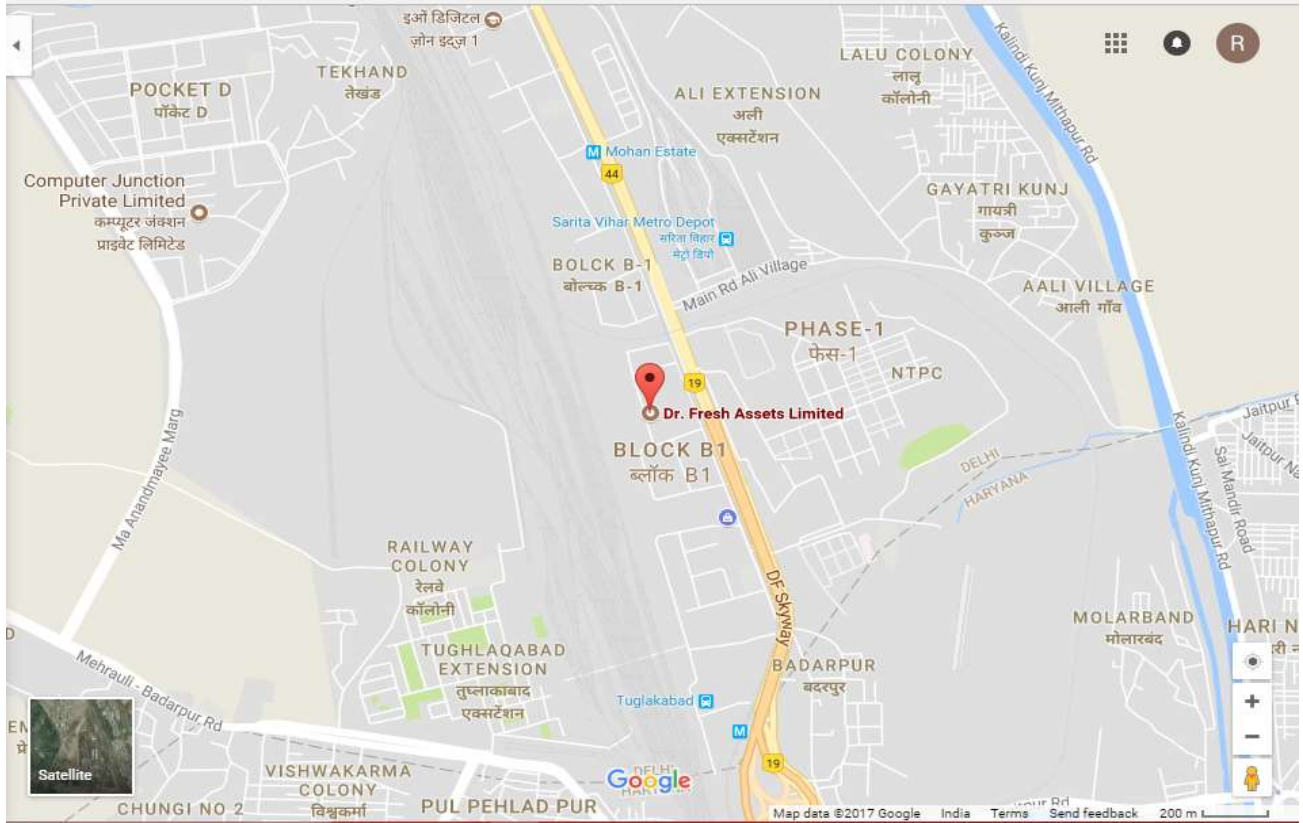 इओं डिजिटल
ज़ोन इद्ज़ 1
R
LALU COLONY
लालू
कॉलोनी
Kalindi Kunj Mithapur Rd
TEKHAND
तेखंड
POCKET D
पॉकेट D
ALI EXTENSION
अली
एक्सटेंशन
M Mohan Estate
44
Computer Junction
Private Limited
कम्प्यूटर जंक्शन
प्राइवेट लिमिटेड
GAYATRI KUNJ
गायत्री
कुञ्ज
Sarita Vihar Metro Depot
सरिता विहार
मेट्रो डिपो
BOLCK B-1
बोल्च्क B-1
Main Rd Ali Village
AALI VILLAGE
आली गाँव
PHASE-1
फेस-1
NTPC
19
Dr. Fresh Assets Limited
BLOCK B1
ब्लॉक B1
DELHI
HARYANA
Jaitpur
Jaitpur
Kalindi Kunj Mithapur Rd
Sai Mandir Road
Ma Anandmayee Marg
RAILWAY
COLONY
रेलवे
कॉलोनी
DF Skyway
MOLARBAND
मोलारबंद
HARI N
Mehrauli - Badarpur Rd
TUGHLAQABAD
EXTENSION
तुघ्लाकाबाद
एक्सटेंशन
BADARPUR
बदरपुर
Tuglakabad
M
19
Satellite
VISHWAKARMA
COLONY
विश्वकर्मा
DELHI
Google
CHUNGI NO 2
PUL PEHLAD PUR
Map data ©2017 Google India Terms Send feedback 200 m